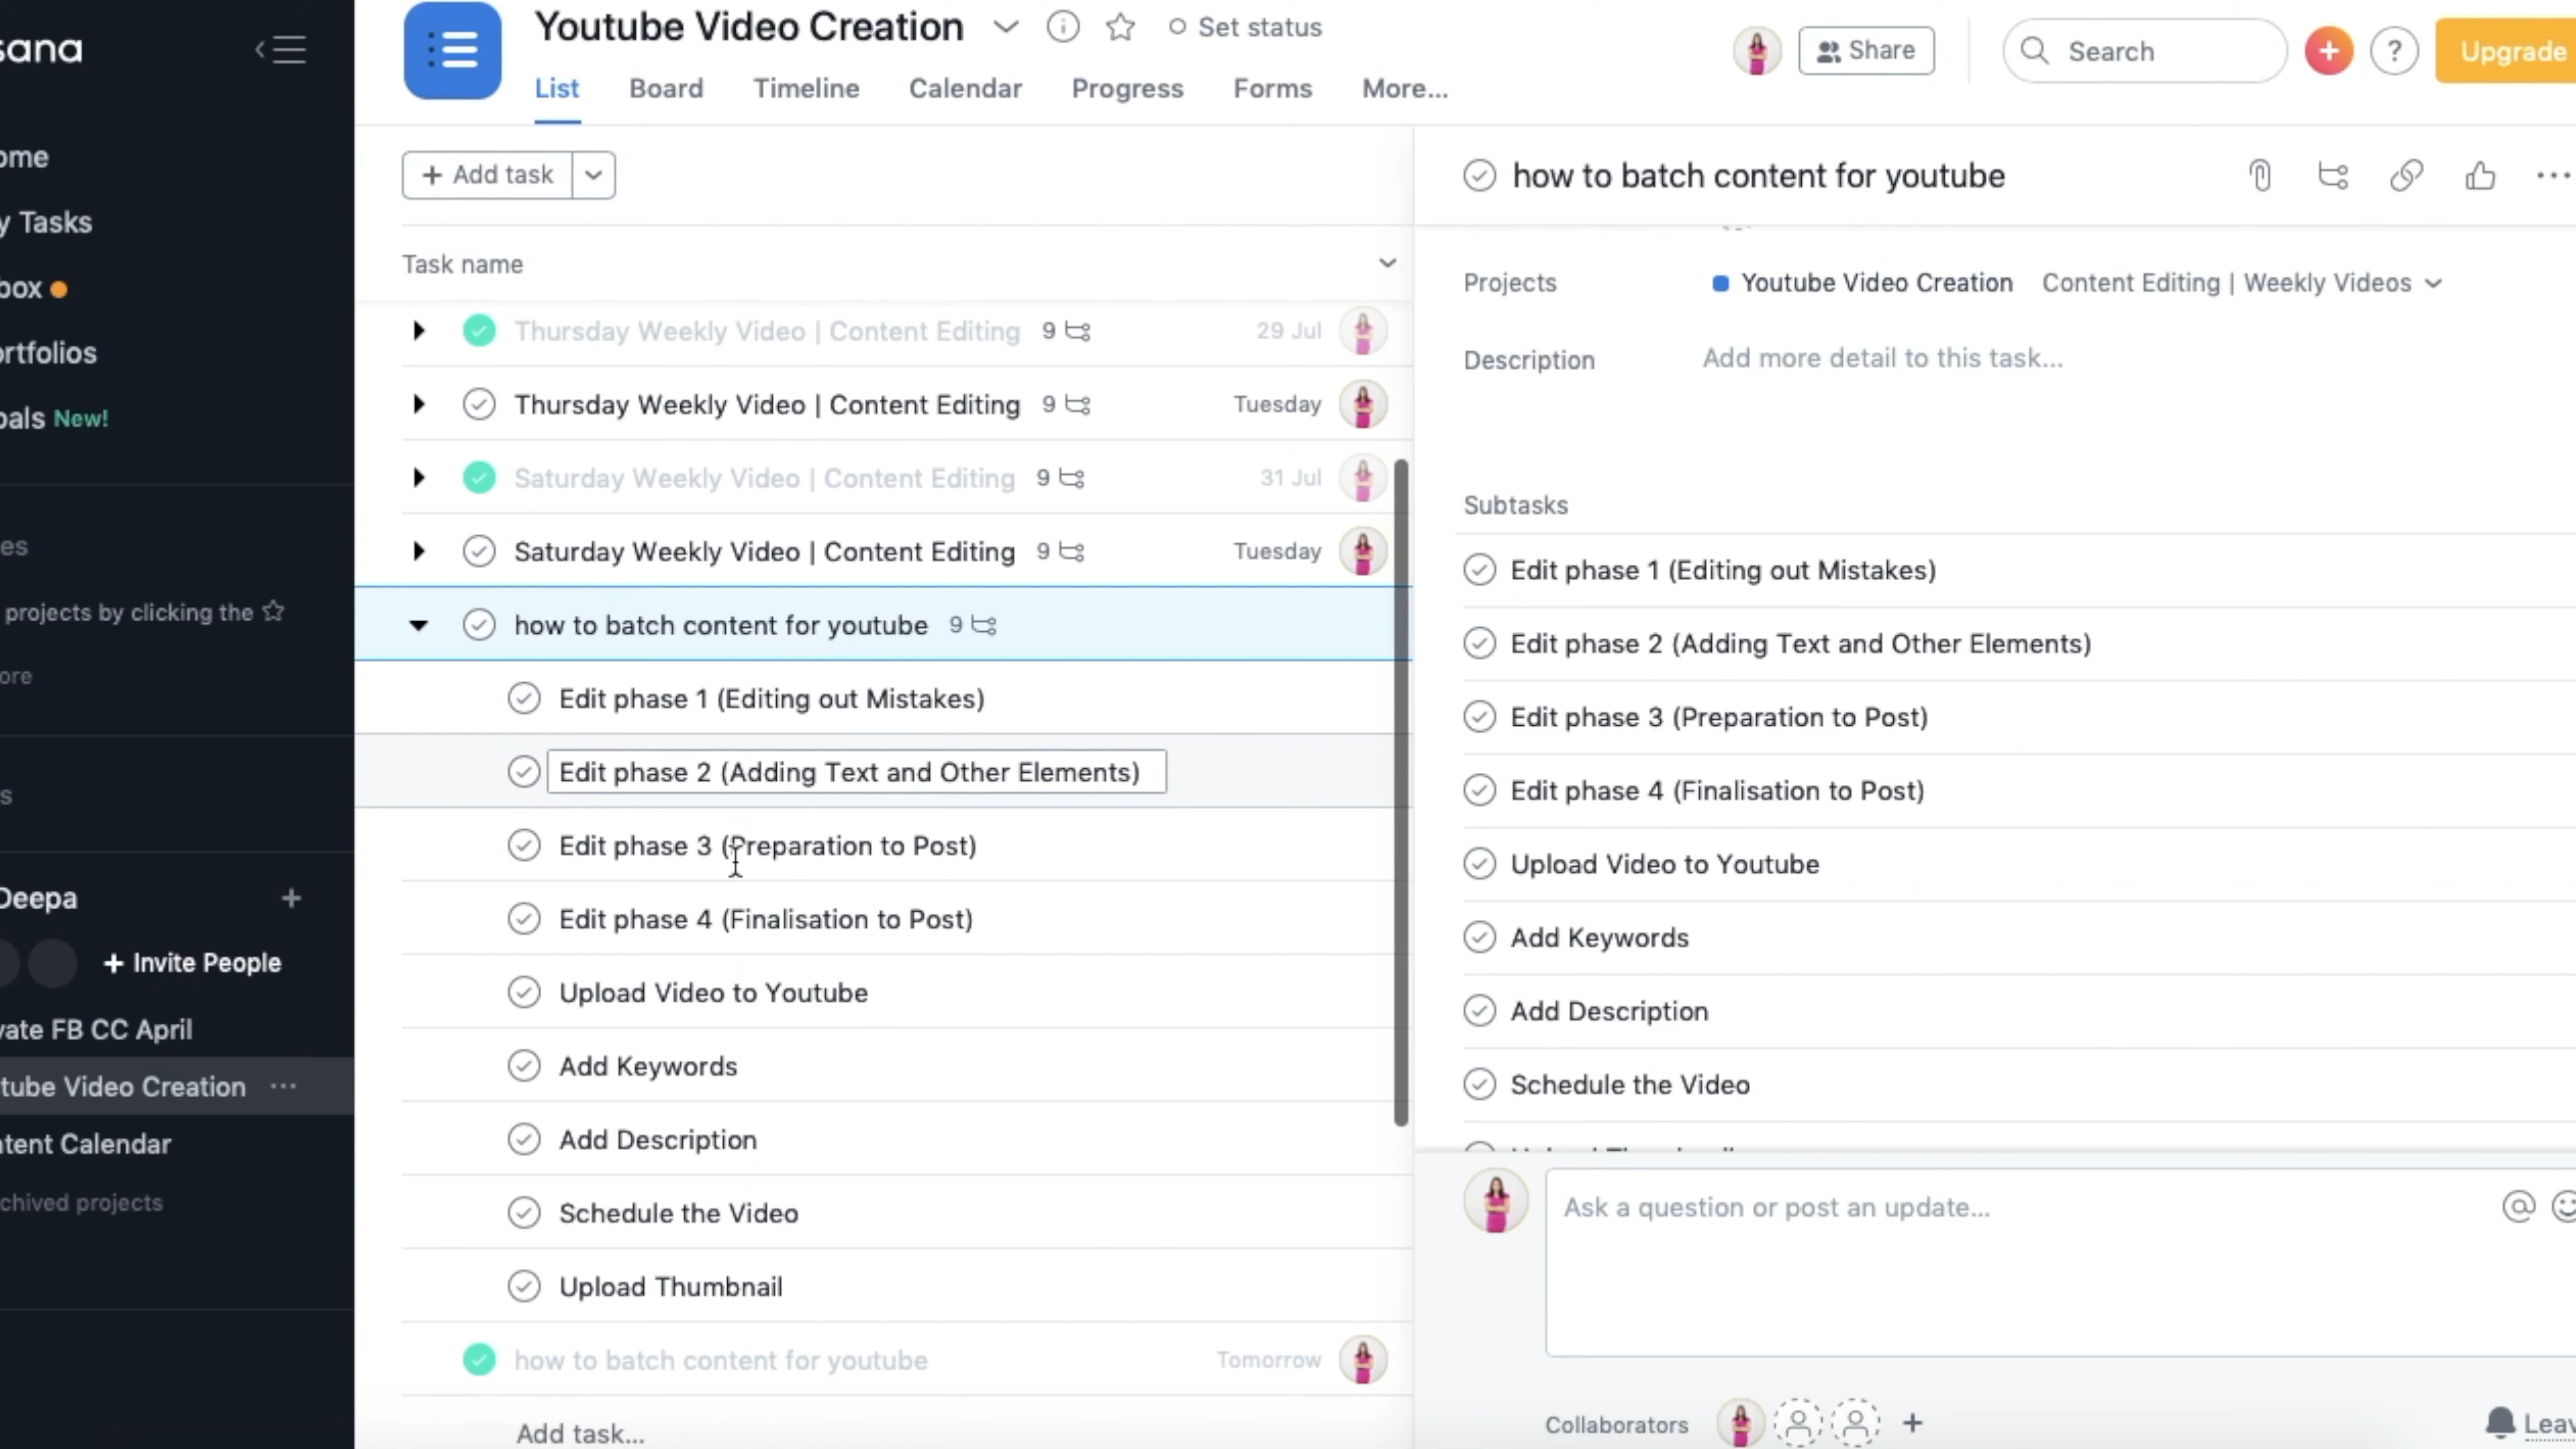 sana
Youtube Video Creation
Set status
Share
Search
?
Upgrade
List
Board
Timeline
Calendar
Progress
Forms
More...
ome
y Tasks
box
ortfolios
oals New!
es
projects by clicking the
ore
s
Deepa
+ Invite People
vate FB CC April
tube Video Creation ...
ntent Calendar
chived projects
+ Add task
Task name
Thursday Weekly Video | Content Editing 9 29 Jul
Thursday Weekly Video | Content Editing 9 Tuesday
Saturday Weekly Video | Content Editing 9 31 Jul
Saturday Weekly Video | Content Editing 9 Tuesday
how to batch content for youtube 9
Edit phase 1 (Editing out Mistakes)
Edit phase 2 (Adding Text and Other Elements)
Edit phase 3 (Preparation to Post)
Edit phase 4 (Finalisation to Post)
Upload Video to Youtube
Add Keywords
Add Description
Schedule the Video
Upload Thumbnail
how to batch content for youtube Tomorrow
Add task...
how to batch content for youtube
Projects Youtube Video Creation Content Editing | Weekly Videos
Description Add more detail to this task...
Subtasks
Edit phase 1 (Editing out Mistakes)
Edit phase 2 (Adding Text and Other Elements)
Edit phase 3 (Preparation to Post)
Edit phase 4 (Finalisation to Post)
Upload Video to Youtube
Add Keywords
Add Description
Schedule the Video
Ask a question or post an update...
Collaborators
Leav